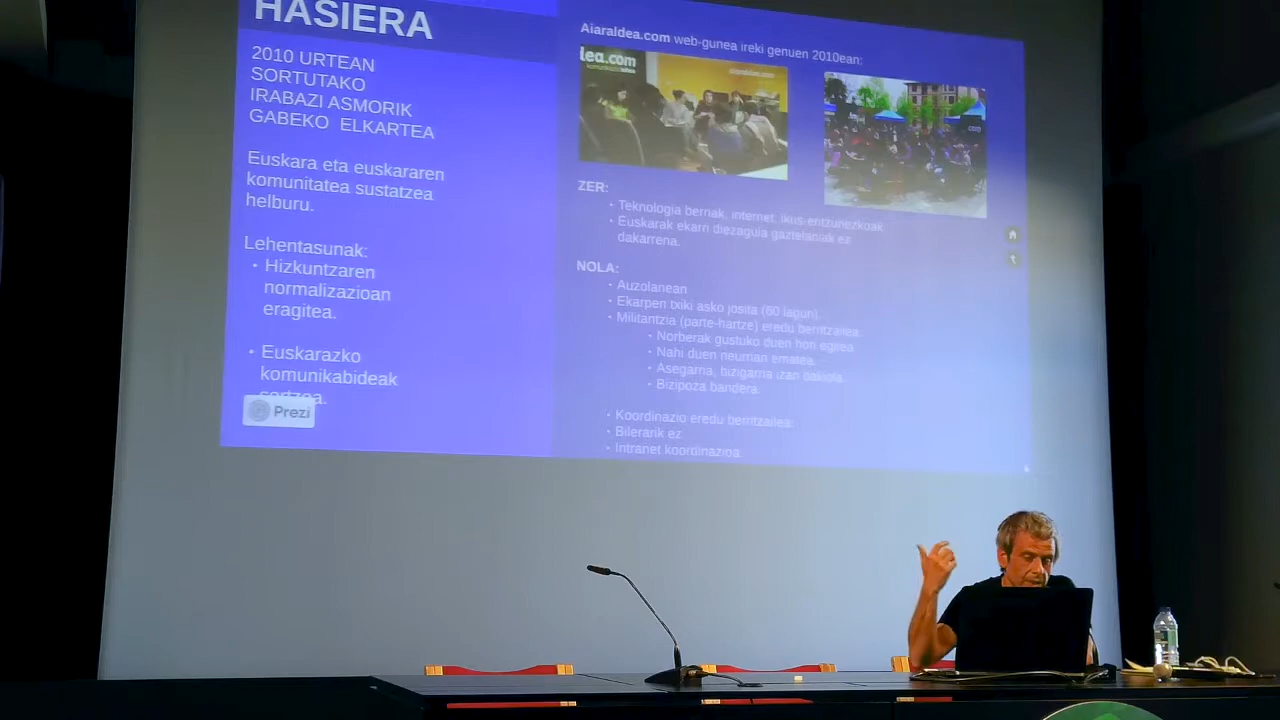 HASIERA
2010 URTEAN
SORTUTAKO
IRABAZI ASMORIK
GABEKO ELKARTEA
Euskara eta euskararen
komunitatea sustatzea
helburu.
Lehentasunak:
• Hizkuntzaren
normalizazioan
eragitea.
• Euskarazko
komunikabideak
sortzea.
Prezi
Aiaraldea.com web-gunea ireki genuen 2010ean:
lea.com
ZER:
• Teknologia berriak, internet, ikus-entzunezkoak
• Euskarak ekarri diezagula gaztelaniak ez
dakarrena.
NOLA:
• Auzolanean
• Ekarpen txiki asko josita (60 lagun).
• Militantzia (parte-hartze) eredu berritzailea:
• Norberak gustuko duen hori egitea
• Nahi duen neurrian ematea.
• Asegarria, bizigarria izan dakiola.
• Bizipoza bandera.
• Koordinazio eredu berritzailea:
• Bilerarik ez
• Intranet koordinazioa.